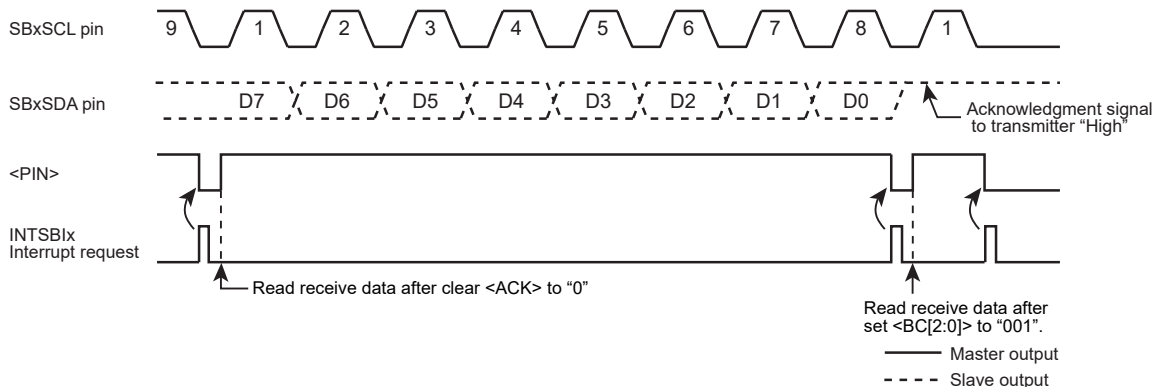 SBxSCL pin
9 1 2 3 4 5 6 7 8 1
SBxSDA pin
D7 D6 D5 D4 D3 D2 D1 D0
Acknowledgment signal
to transmitter “High”
<PIN>
INTSBIx
Interrupt request
Read receive data after clear <ACK> to “0”
Read receive data after
set <BC[2:0]> to “001”.
Master output
Slave output